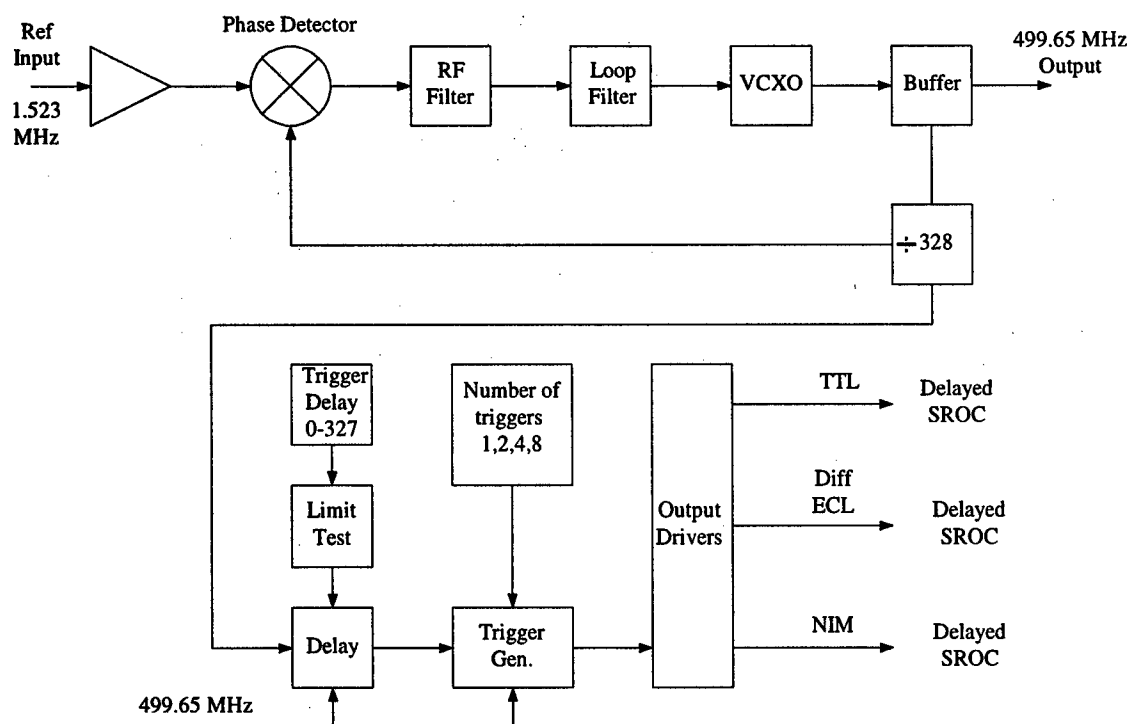 Phase Detector
Ref
Input
1.523
MHz
RF
Filter
Loop
Filter
VCXO
Buffer
499.65 MHz
Output
÷328
Trigger
Delay
0-327
Number of
triggers
1,2,4,8
Limit
Test
Output
Drivers
TTL
Delayed
SROC
Diff
ECL
Delayed
SROC
Delay
Trigger
Gen.
NIM
Delayed
SROC
499.65 MHz